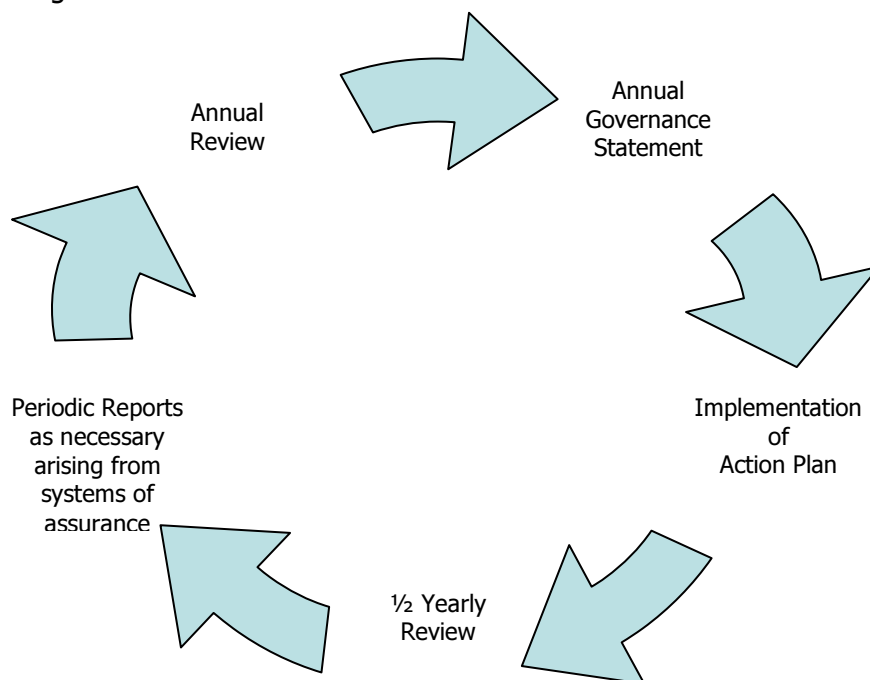 Annual
Review
Annual
Governance
Statement
Implementation
of
Action Plan
½ Yearly
Review
Periodic Reports
as necessary
arising from
systems of
assurance